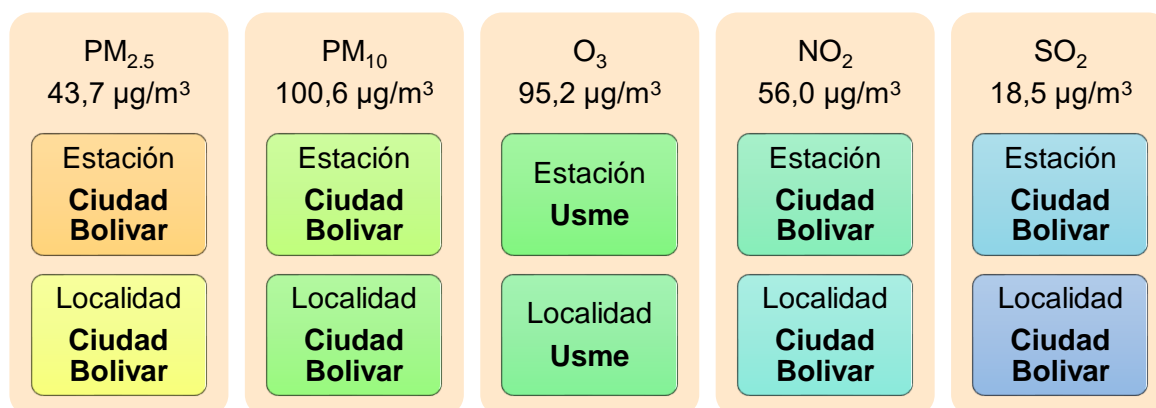 PM₂.₅
43,7 µg/m³
Estación
Ciudad
Bolivar
Localidad
Ciudad
Bolivar
PM₁₀
100,6 µg/m³
Estación
Ciudad
Bolivar
Localidad
Ciudad
Bolivar
O₃
95,2 µg/m³
Estación
Usme
Localidad
Usme
NO₂
56,0 µg/m³
Estación
Ciudad
Bolivar
Localidad
Ciudad
Bolivar
SO₂
18,5 µg/m³
Estación
Ciudad
Bolivar
Localidad
Ciudad
Bolivar